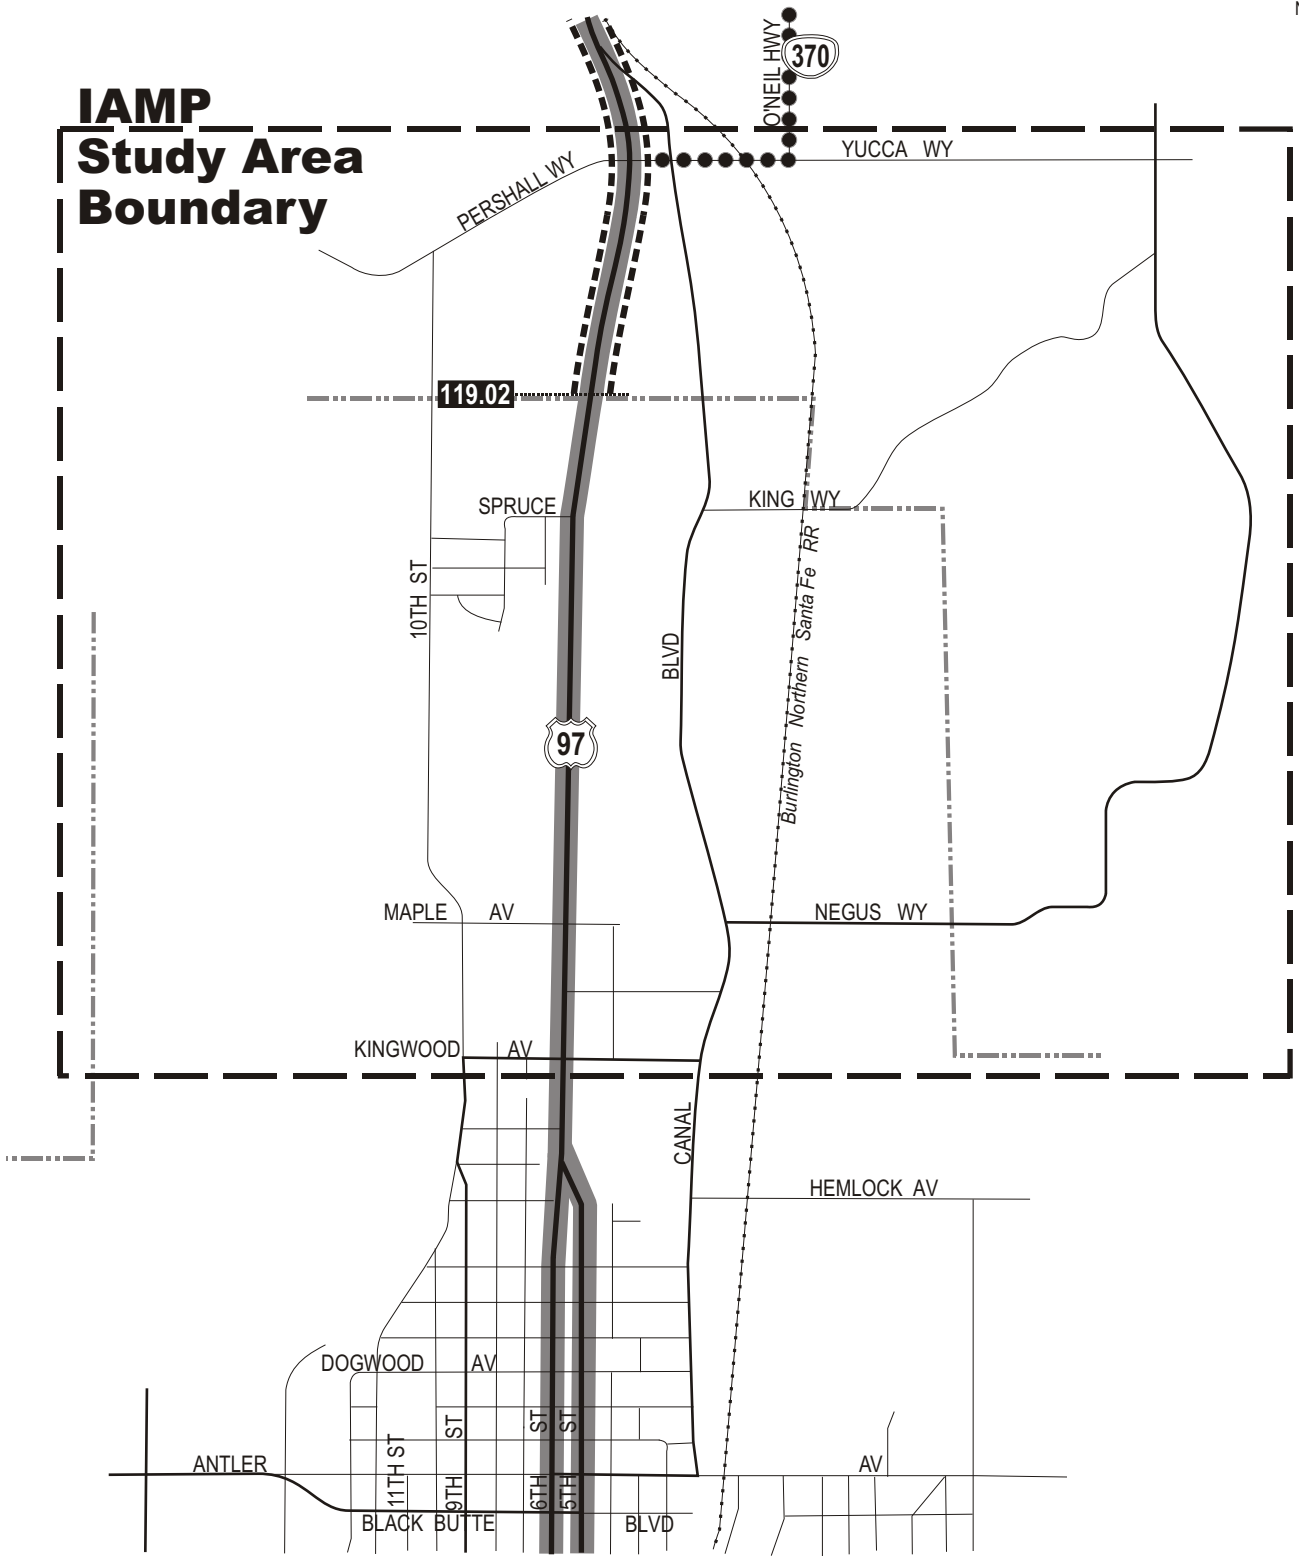 N
O'NEIL HWY
370
IAMP
Study Area
Boundary
YUCCA WY
PERSHALL WY
119.02
SPRUCE
KING WY
10TH ST
BLVD
Burlington Northern Santa Fe RR
97
MAPLE AV
NEGUS WY
KINGWOOD AV
CANAL
HEMLOCK AV
DOGWOOD AV
11TH ST
9TH ST
6TH ST
5TH ST
ANTLER AV
BLACK BUTTE BLVD